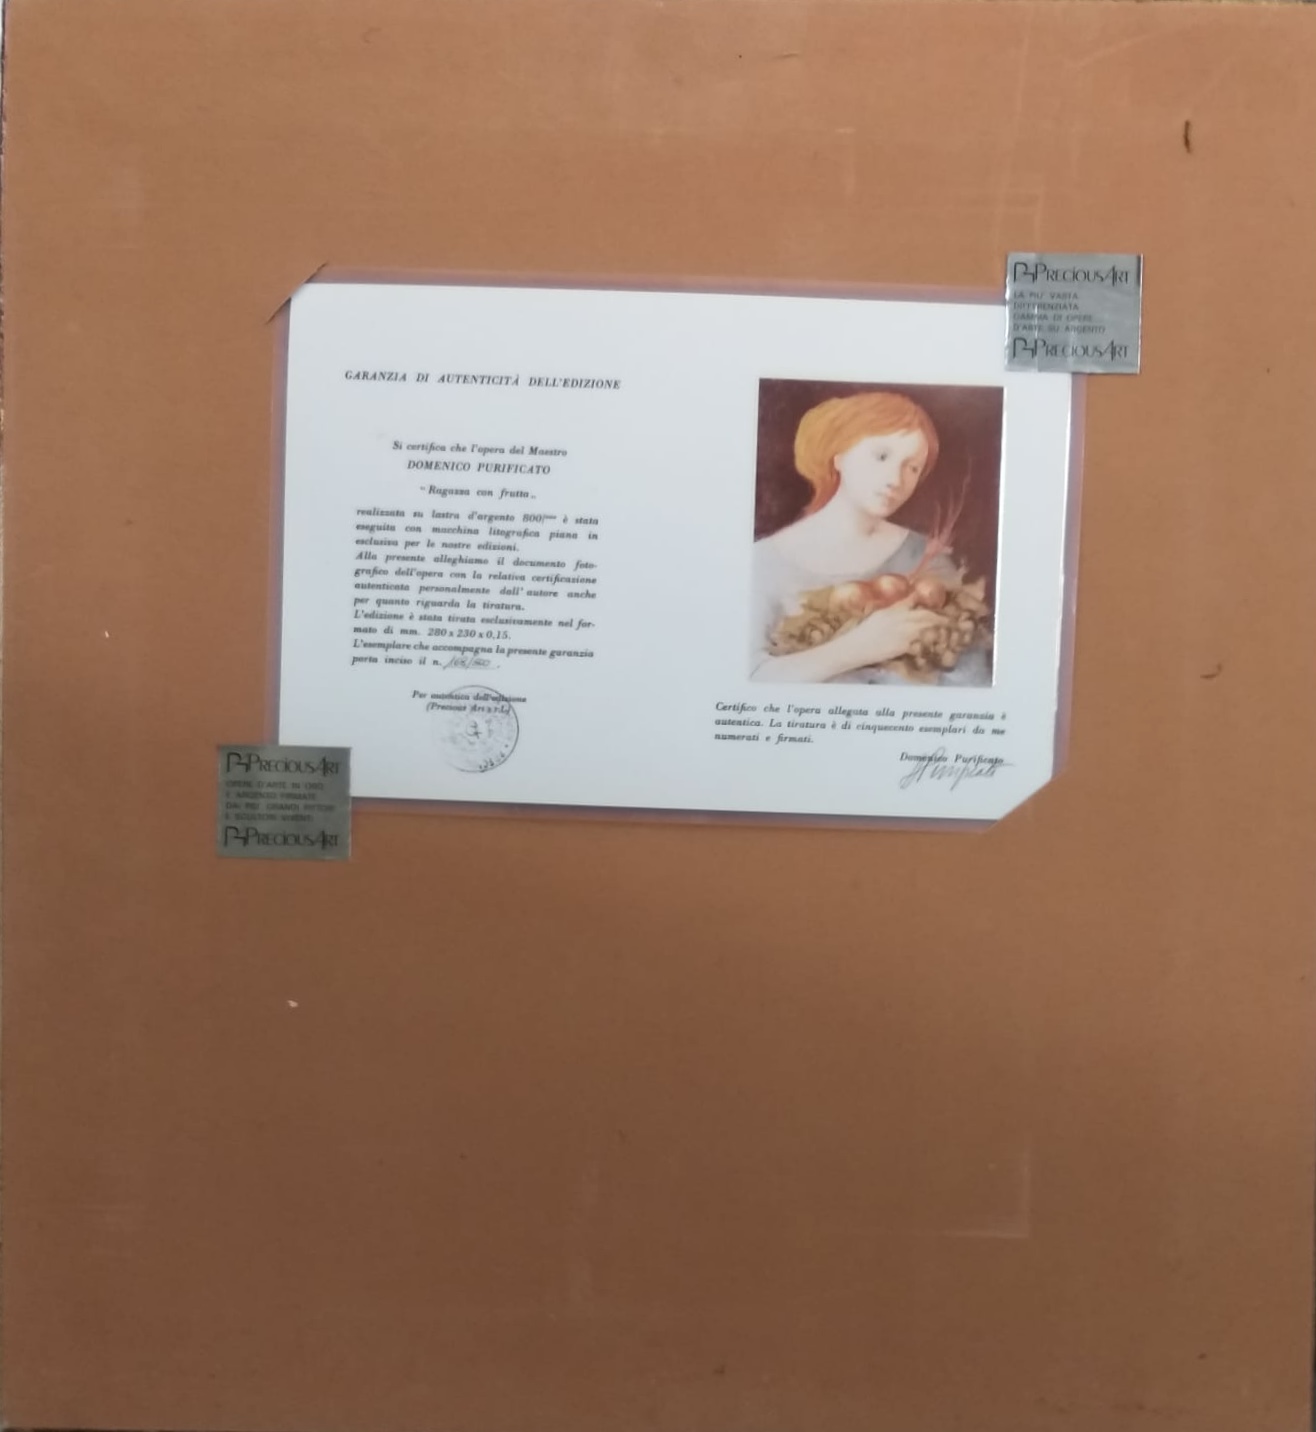 PRECIOUSART
LA PIU' VASTA
DIFFERENZIATA
GAMMA DI OPERE
D'ARTE SU ARGENTO
PRECIOUSART
GARANZIA DI AUTENTICITÀ DELL'EDIZIONE
Si certifica che l'opera del Maestro
DOMENICO PURIFICATO
"Ragazza con frutta"
realizzata su lastra d'argento 800/°°° è stata
eseguita con macchina litografica piana in
esclusiva per le nostre edizioni.
Alla presente alleghiamo il documento foto-
grafico dell'opera con la relativa certificazione
autenticata personalmente dall'autore anche
per quanto riguarda la tiratura.
L'edizione è stata tirata esclusivamente nel for-
mato di mm. 280 x 230 x 0,15.
L'esemplare che accompagna la presente garanzia
porta inciso il n.
Per autentica dell'edizione
(Precious Art s.r.l.)
Certifico che l'opera allegata alla presente garanzia è
autentica. La tiratura è di cinquecento esemplari da me
numerati e firmati.
Domenico Purificato
PRECIOUSART
OPERE D'ARTE IN ORO
E ARGENTO FIRMATE
DAI PIU' GRANDI PITTORI
E SCULTORI VIVENTI
PRECIOUSART